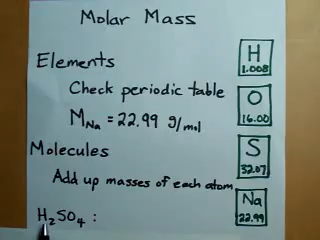 Molar Mass
Elements
Check periodic table
M_Na = 22.99 g/mol
Molecules
Add up masses of each atom
H₂SO₄ :
H
1.008
O
16.00
S
32.07
Na
22.99